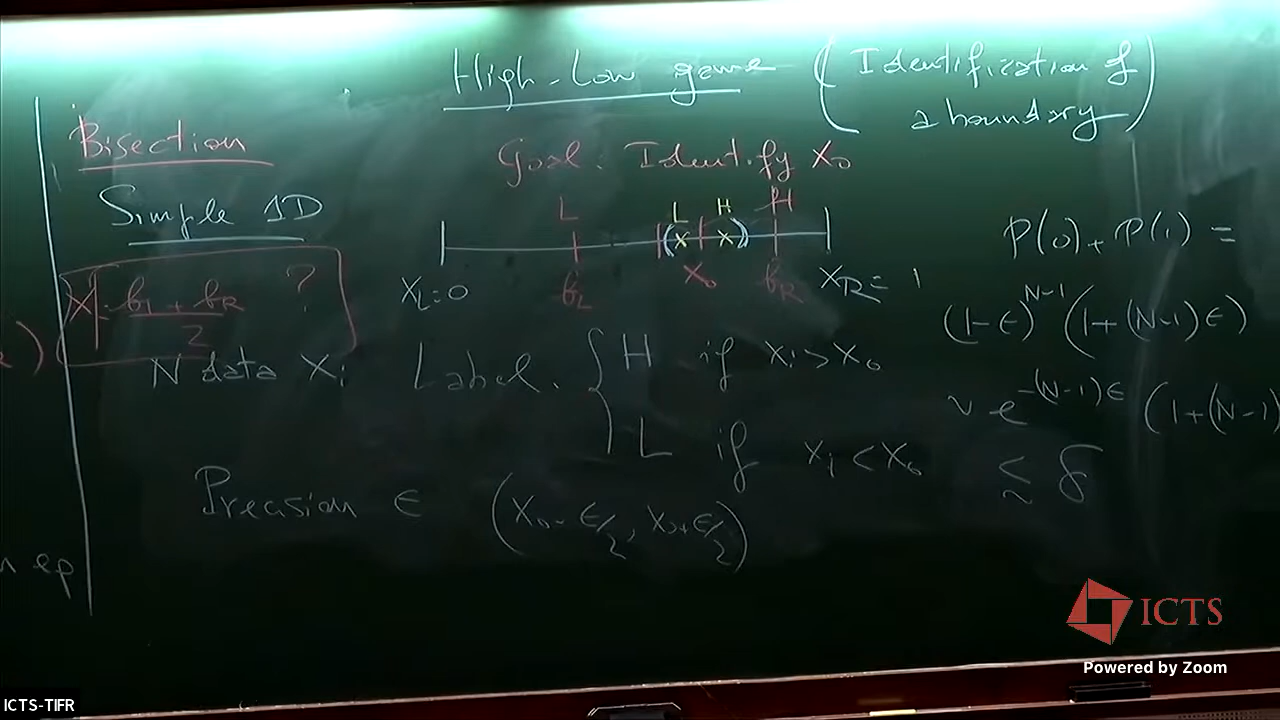 High-Low game (Identification of a boundary)
Bisection
Goal: Identify X₀
Simple 1D
L L H H
P(0) + P(1) =
X_L=0 b_L X₀ b_R X_R=1
X = b_L + b_R / 2 ?
(1-ϵ)^{N-1} (1+(N-1)ϵ)
N data X_i Label. { H if X_i > X₀
L if X_i < X₀
~ e^{-(N-1)ϵ} (1+(N-1)
≲ δ
Precision ϵ (X₀-ϵ/2, X₀+ϵ/2)
ep
ICTS
Powered by Zoom
ICTS-TIFR